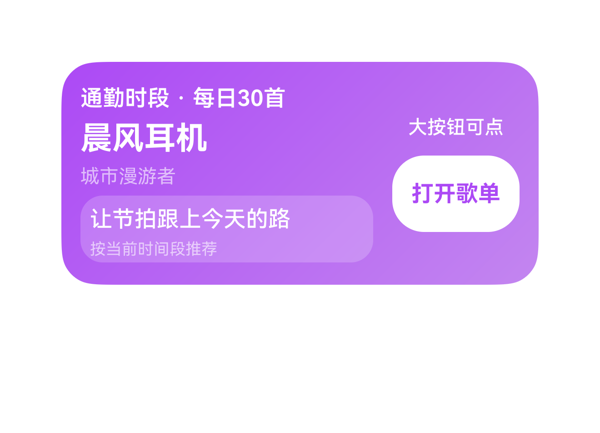 通勤时段 · 每日30首
晨风耳机
城市漫游者
让节拍跟上今天的路
按当前时间段推荐
大按钮可点
打开歌单